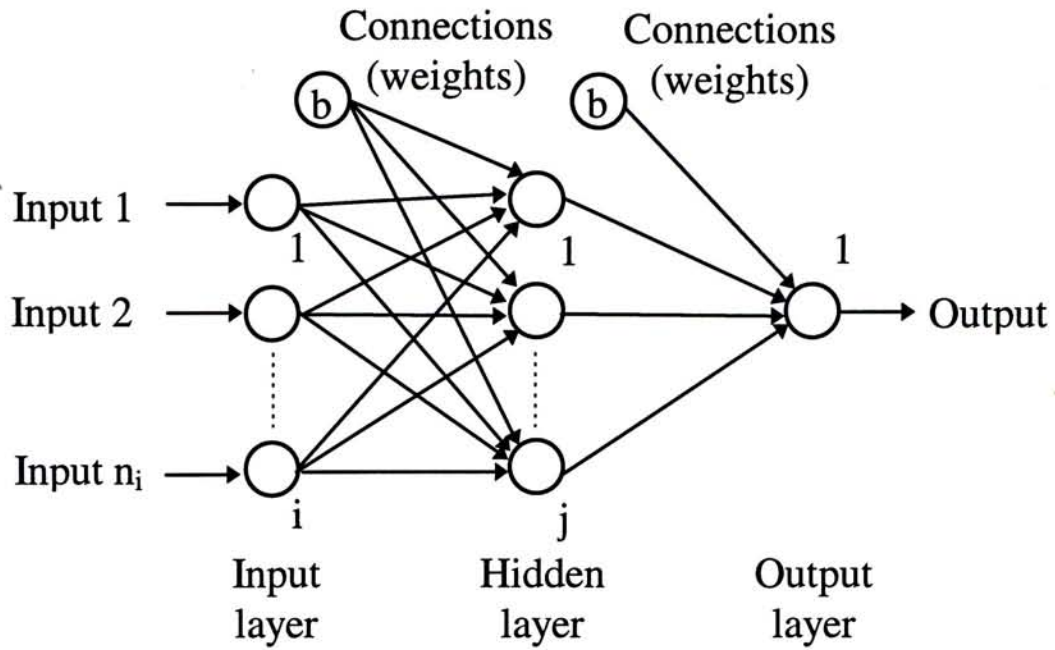 Connections
(weights)
Connections
(weights)
b
b
Input 1
1
1
1
Input 2
Output
Input nᵢ
i
j
Input
layer
Hidden
layer
Output
layer